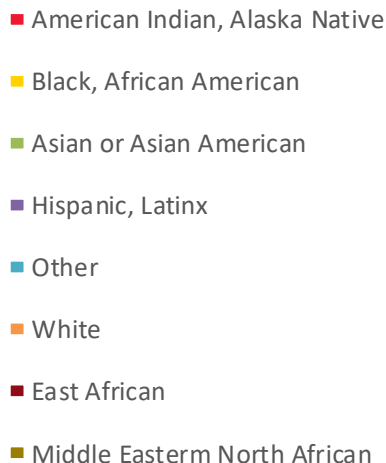 American Indian, Alaska Native
Black, African American
Asian or Asian American
Hispanic, Latinx
Other
White
East African
Middle Easterm North African